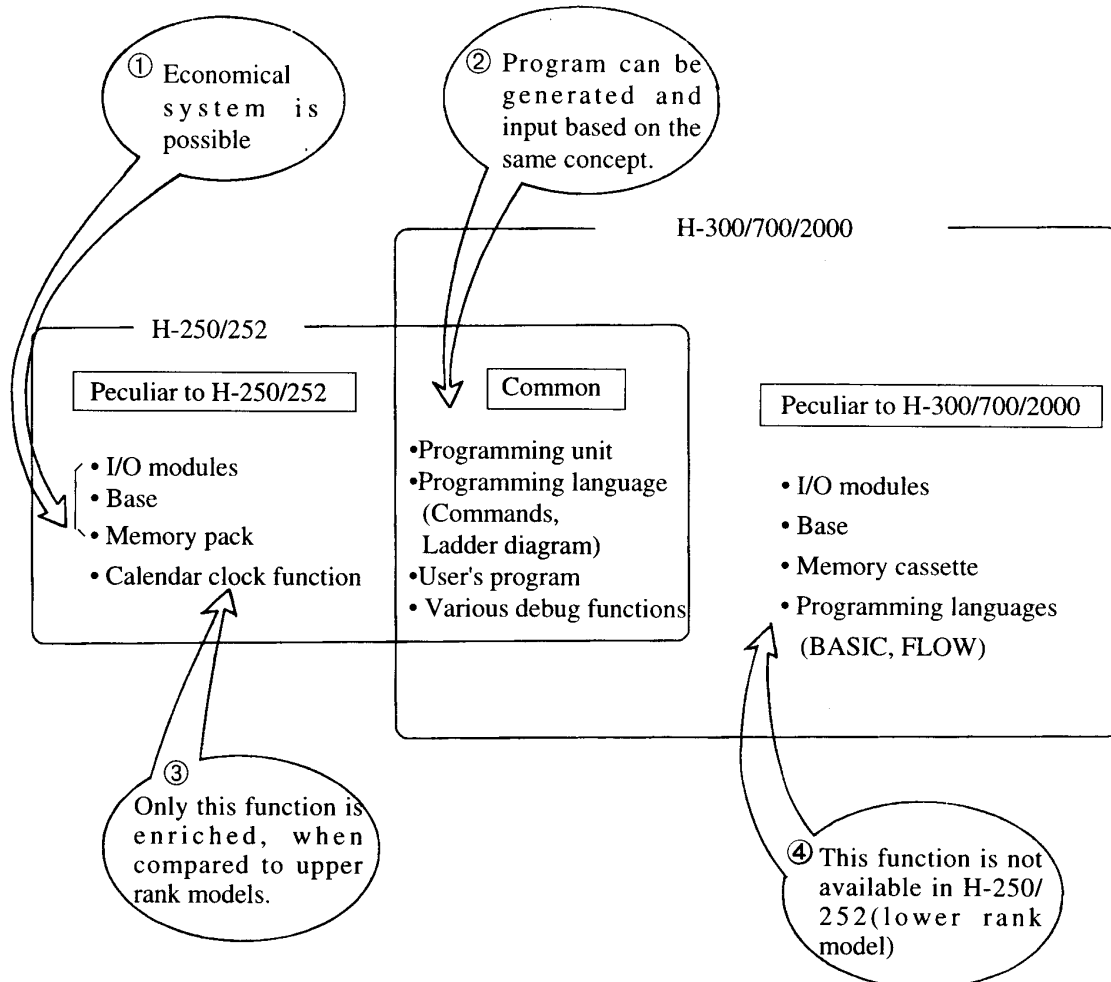 ① Economical
system is
possible
② Program can be
generated and
input based on the
same concept.
H-300/700/2000
H-250/252
Peculiar to H-250/252
• I/O modules
• Base
• Memory pack
• Calendar clock function
Common
•Programming unit
•Programming language
(Commands,
Ladder diagram)
•User's program
• Various debug functions
Peculiar to H-300/700/2000
• I/O modules
• Base
• Memory cassette
• Programming languages
(BASIC, FLOW)
③
Only this function is
enriched, when
compared to upper
rank models.
④ This function is not
available in H-250/
252(lower rank
model)